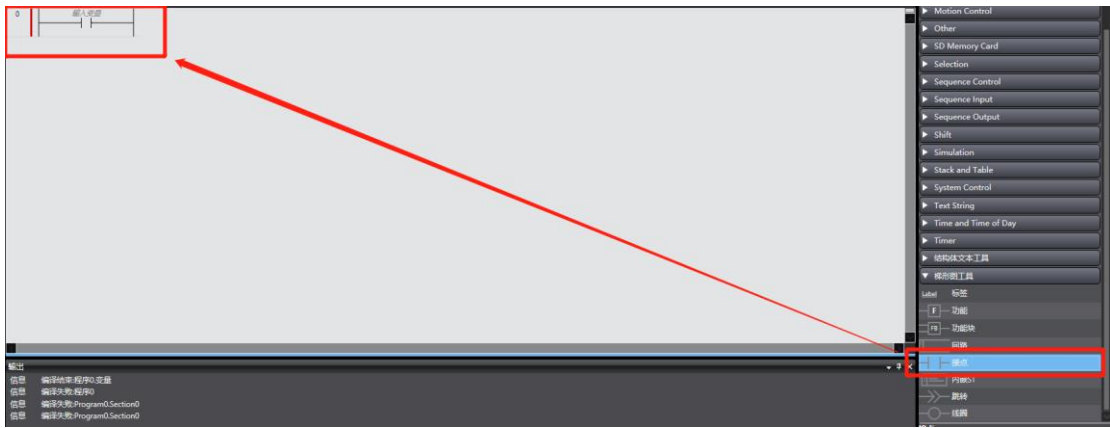 0
输入变量
Motion Control
Other
SD Memory Card
Selection
Sequence Control
Sequence Input
Sequence Output
Shift
Simulation
Stack and Table
System Control
Text String
Time and Time of Day
Timer
结构体文本工具
梯形图工具
Label 标签
F 功能
FB 功能块
回路
接点
内嵌ST
跳转
线圈
输出
信息 编译结束:程序0.变量
信息 编译失败:程序0
信息 编译失败:Program0.Section0
信息 编译失败:Program0.Section0